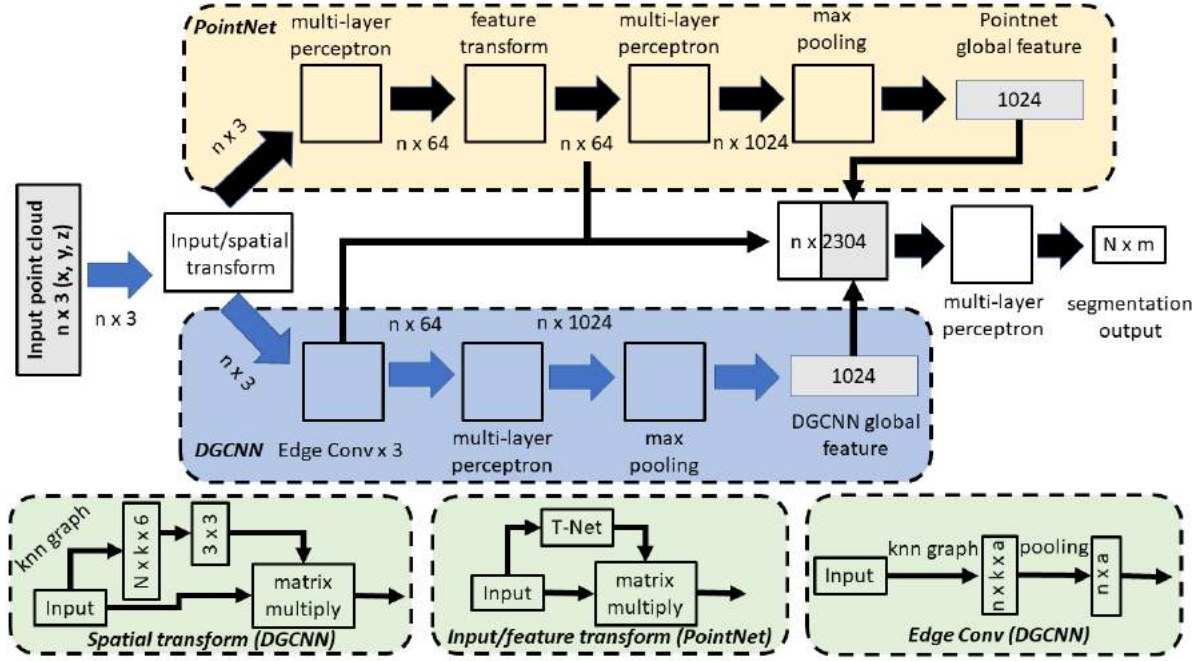 PointNet
multi-layer
perceptron
feature
transform
multi-layer
perceptron
max
pooling
Pointnet
global feature
1024
n x 3
n x 64
n x 64
n x 1024
Input point cloud
n x 3 (x, y, z)
n x 3
Input/spatial
transform
n x 2304
N x m
multi-layer
perceptron
segmentation
output
n x 3
n x 64
n x 1024
1024
DGCNN
Edge Conv x 3
multi-layer
perceptron
max
pooling
DGCNN global
feature
knn graph
N x k x 6
3 x 3
Input
matrix
multiply
Spatial transform (DGCNN)
T-Net
Input
matrix
multiply
Input/feature transform (PointNet)
Input
knn graph
n x k x a
pooling
n x a
Edge Conv (DGCNN)